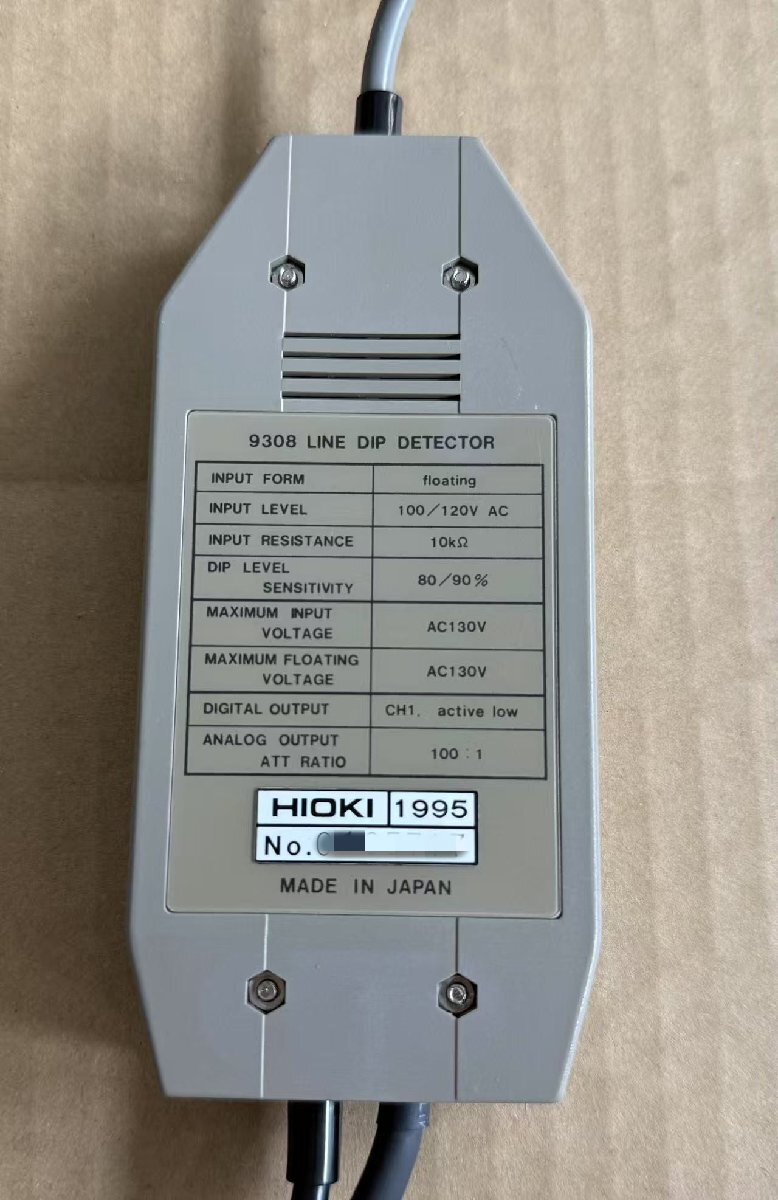 9308 LINE DIP DETECTOR
INPUT FORM floating
INPUT LEVEL 100/120V AC
INPUT RESISTANCE 10kΩ
DIP LEVEL
SENSITIVITY 80/90%
MAXIMUM INPUT
VOLTAGE AC130V
MAXIMUM FLOATING
VOLTAGE AC130V
DIGITAL OUTPUT CH1. active low
ANALOG OUTPUT
ATT RATIO 100:1
HIOKI 1995
No.
MADE IN JAPAN